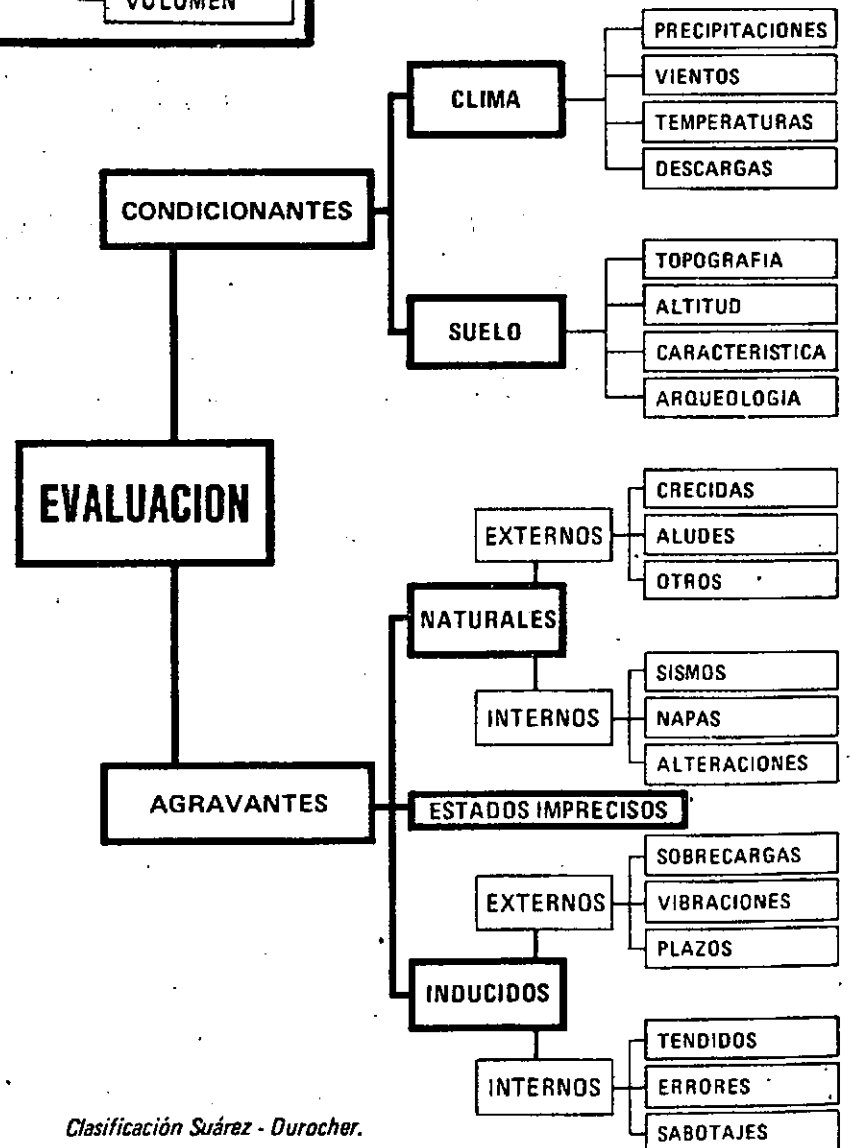 VOLUMEN
PRECIPITACIONES
VIENTOS
CLIMA
TEMPERATURAS
DESCARGAS
CONDICIONANTES
TOPOGRAFIA
ALTITUD
SUELO
CARACTERISTICA
ARQUEOLOGIA
EVALUACION
CRECIDAS
EXTERNOS
ALUDES
OTROS
NATURALES
SISMOS
INTERNOS
NAPAS
ALTERACIONES
AGRAVANTES
ESTADOS IMPRECISOS
SOBRECARGAS
EXTERNOS
VIBRACIONES
PLAZOS
INDUCIDOS
TENDIDOS
INTERNOS
ERRORES
SABOTAJES
Clasificación Suárez - Durocher.